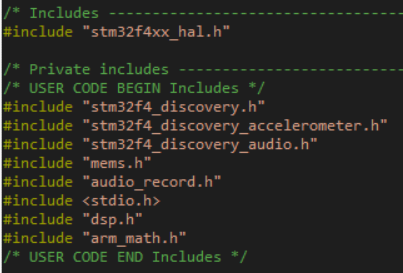 /* Includes ----------------------------------
#include "stm32f4xx_hal.h"
/* Private includes --------------------------
/* USER CODE BEGIN Includes */
#include "stm32f4_discovery.h"
#include "stm32f4_discovery_accelerometer.h"
#include "stm32f4_discovery_audio.h"
#include "mems.h"
#include "audio_record.h"
#include <stdio.h>
#include "dsp.h"
#include "arm_math.h"
/* USER CODE END Includes */